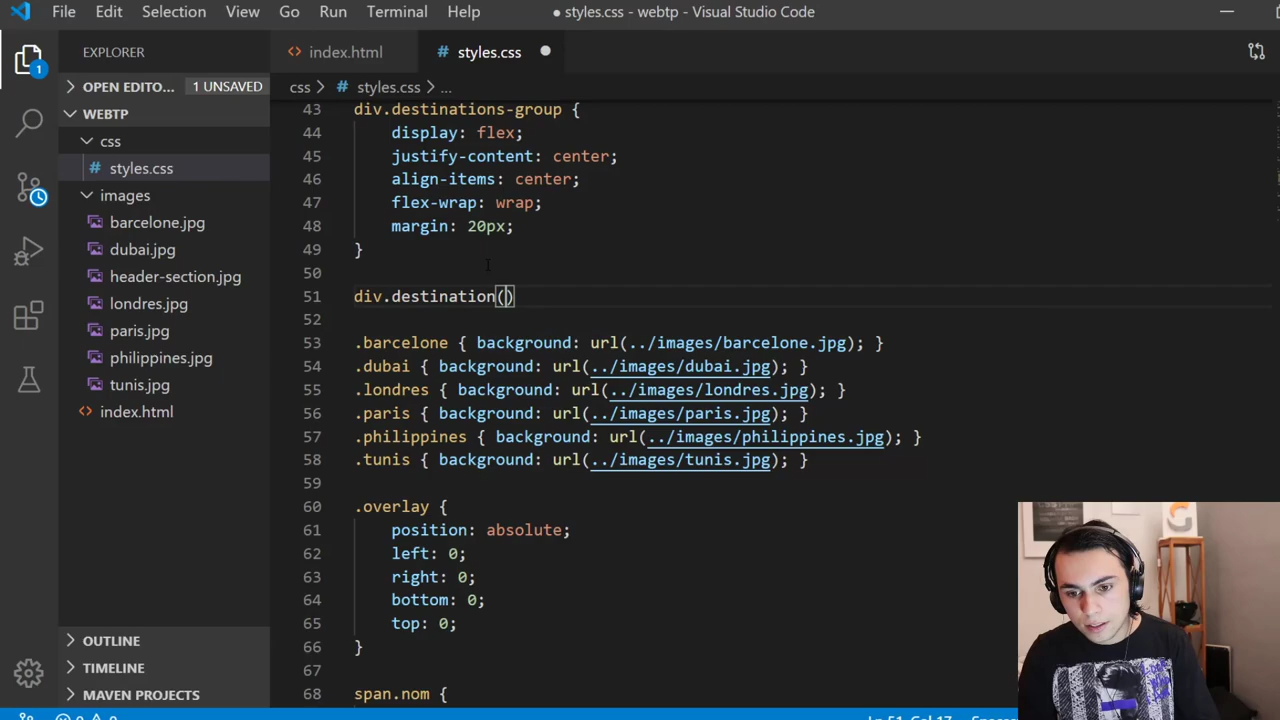 File Edit Selection View Go Run Terminal Help ● styles.css - webtp - Visual Studio Code
EXPLORER
<> index.html # styles.css ●
OPEN EDITO... 1 UNSAVED
css > # styles.css > ...
WEBTP
css
# styles.css
images
barcelone.jpg
dubai.jpg
header-section.jpg
londres.jpg
paris.jpg
philippines.jpg
tunis.jpg
<> index.html
OUTLINE
TIMELINE
MAVEN PROJECTS
1
43 div.destinations-group {
44 display: flex;
45 justify-content: center;
46 align-items: center;
47 flex-wrap: wrap;
48 margin: 20px;
49 }
50
51 div.destination()
52
53 .barcelone { background: url(../images/barcelone.jpg); }
54 .dubai { background: url(../images/dubai.jpg); }
55 .londres { background: url(../images/londres.jpg); }
56 .paris { background: url(../images/paris.jpg); }
57 .philippines { background: url(../images/philippines.jpg); }
58 .tunis { background: url(../images/tunis.jpg); }
59
60 .overlay {
61 position: absolute;
62 left: 0;
63 right: 0;
64 bottom: 0;
65 top: 0;
66 }
67
68 span.nom {